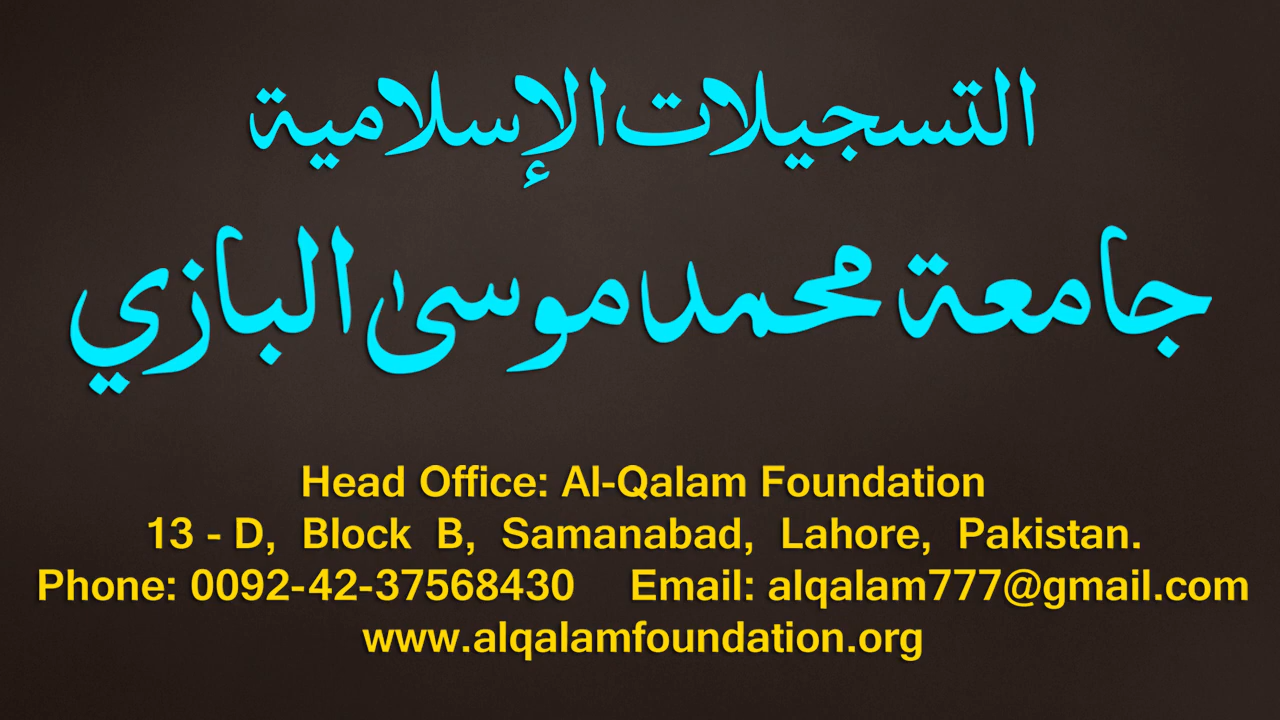 التسجيلات الإسلامية
جامعة محمد موسىٰ البازي
Head Office: Al-Qalam Foundation
13 - D, Block B, Samanabad, Lahore, Pakistan.
Phone: 0092-42-37568430 Email: alqalam777@gmail.com
www.alqalamfoundation.org